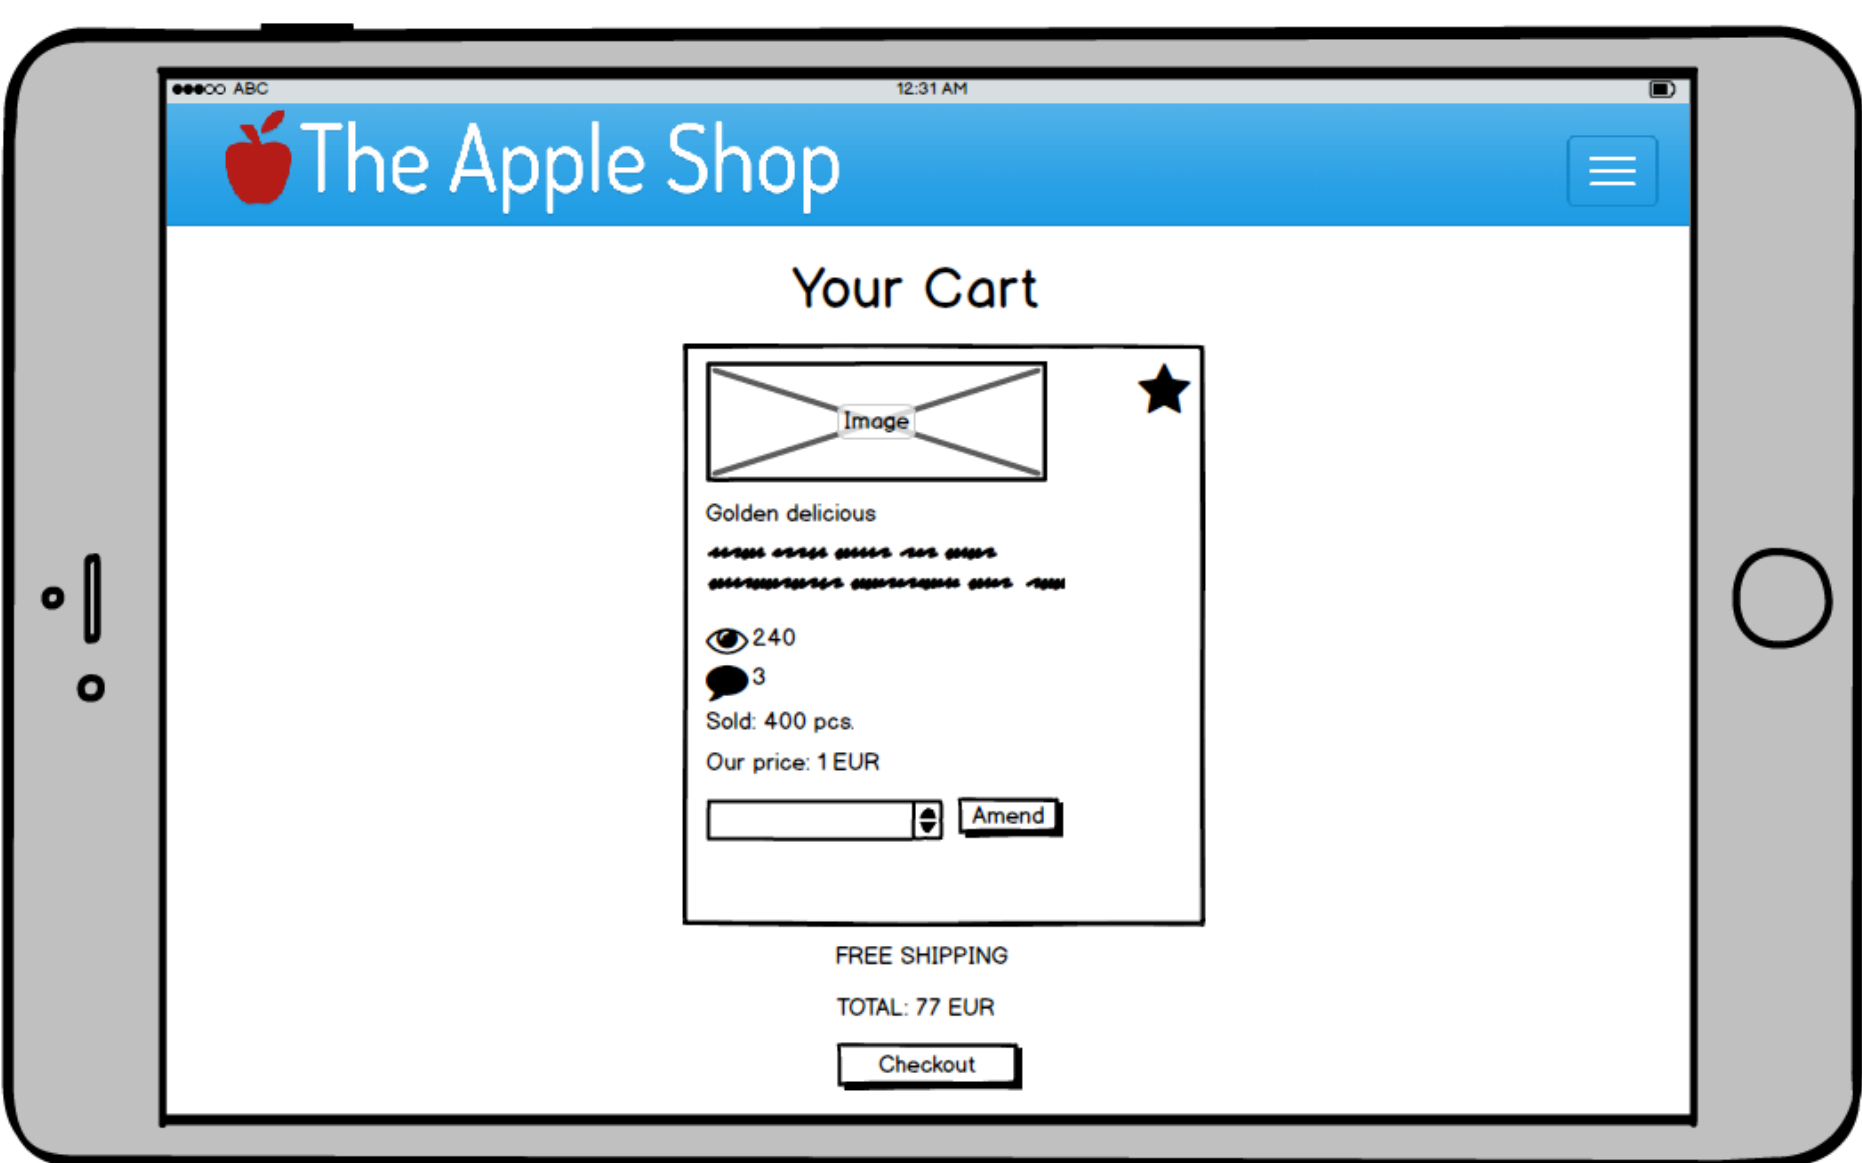 ABC
12:31 AM
The Apple Shop
Your Cart
Image
Golden delicious
240
3
Sold: 400 pcs.
Our price: 1 EUR
Amend
FREE SHIPPING
TOTAL: 77 EUR
Checkout